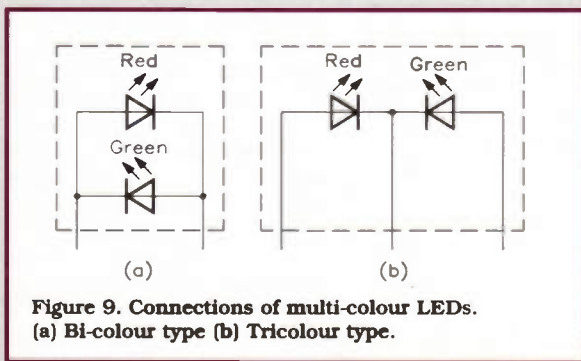 Red
Green
(a)
Red
Green
(b)
Figure 9. Connections of multi-colour LEDs.
(a) Bi-colour type (b) Tricolour type.